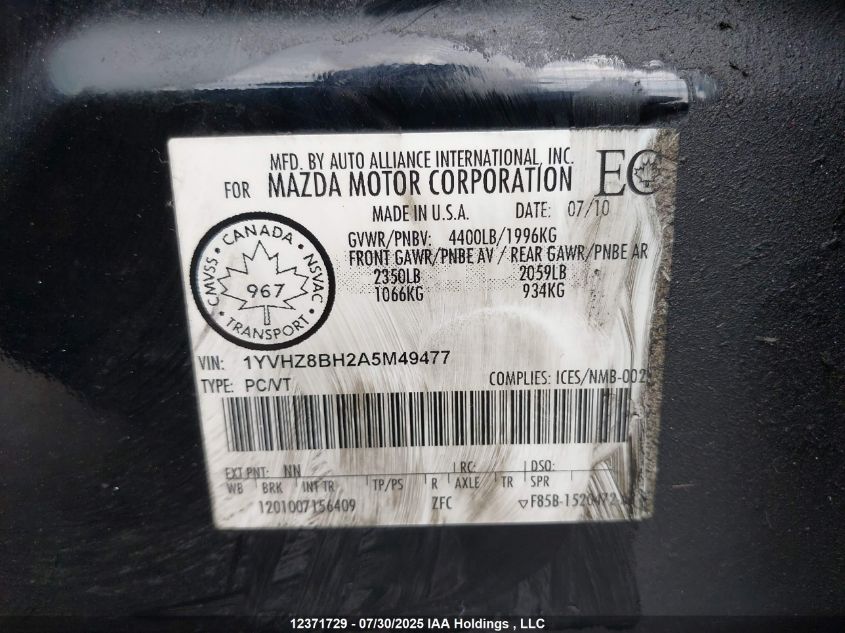 MFD. BY AUTO ALLIANCE INTERNATIONAL, INC.
FOR MAZDA MOTOR CORPORATION EC
MADE IN U.S.A. DATE: 07/10
GVWR/PNBV: 4400LB/1996KG
FRONT GAWR/PNBE AV / REAR GAWR/PNBE AR
2350LB 2059LB
1066KG 934KG
CANADA
CMVSS NSVAC
967
TRANSPORT
VIN: 1YVHZ8BH2A5M49477
TYPE: PC/VT COMPLIES: ICES/NMB-002
EXT PNT: NN RC: DSO:
WB BRK INT TR TP/PS R AXLE TR SPR
1201007156409 ZFC
12371729 - 07/30/2025 IAA Holdings , LLC